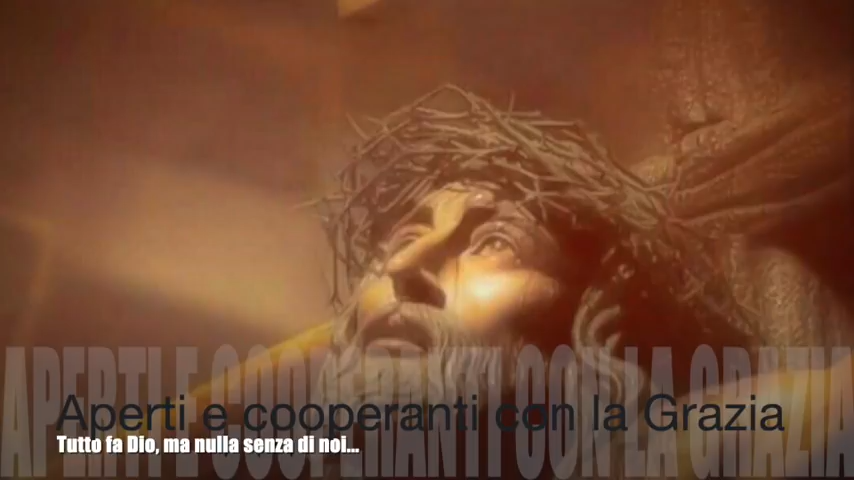 APERTI E COOPERANTI CON LA GRAZIA
Aperti e cooperanti con la Grazia
Tutto fa Dio, ma nulla senza di noi...